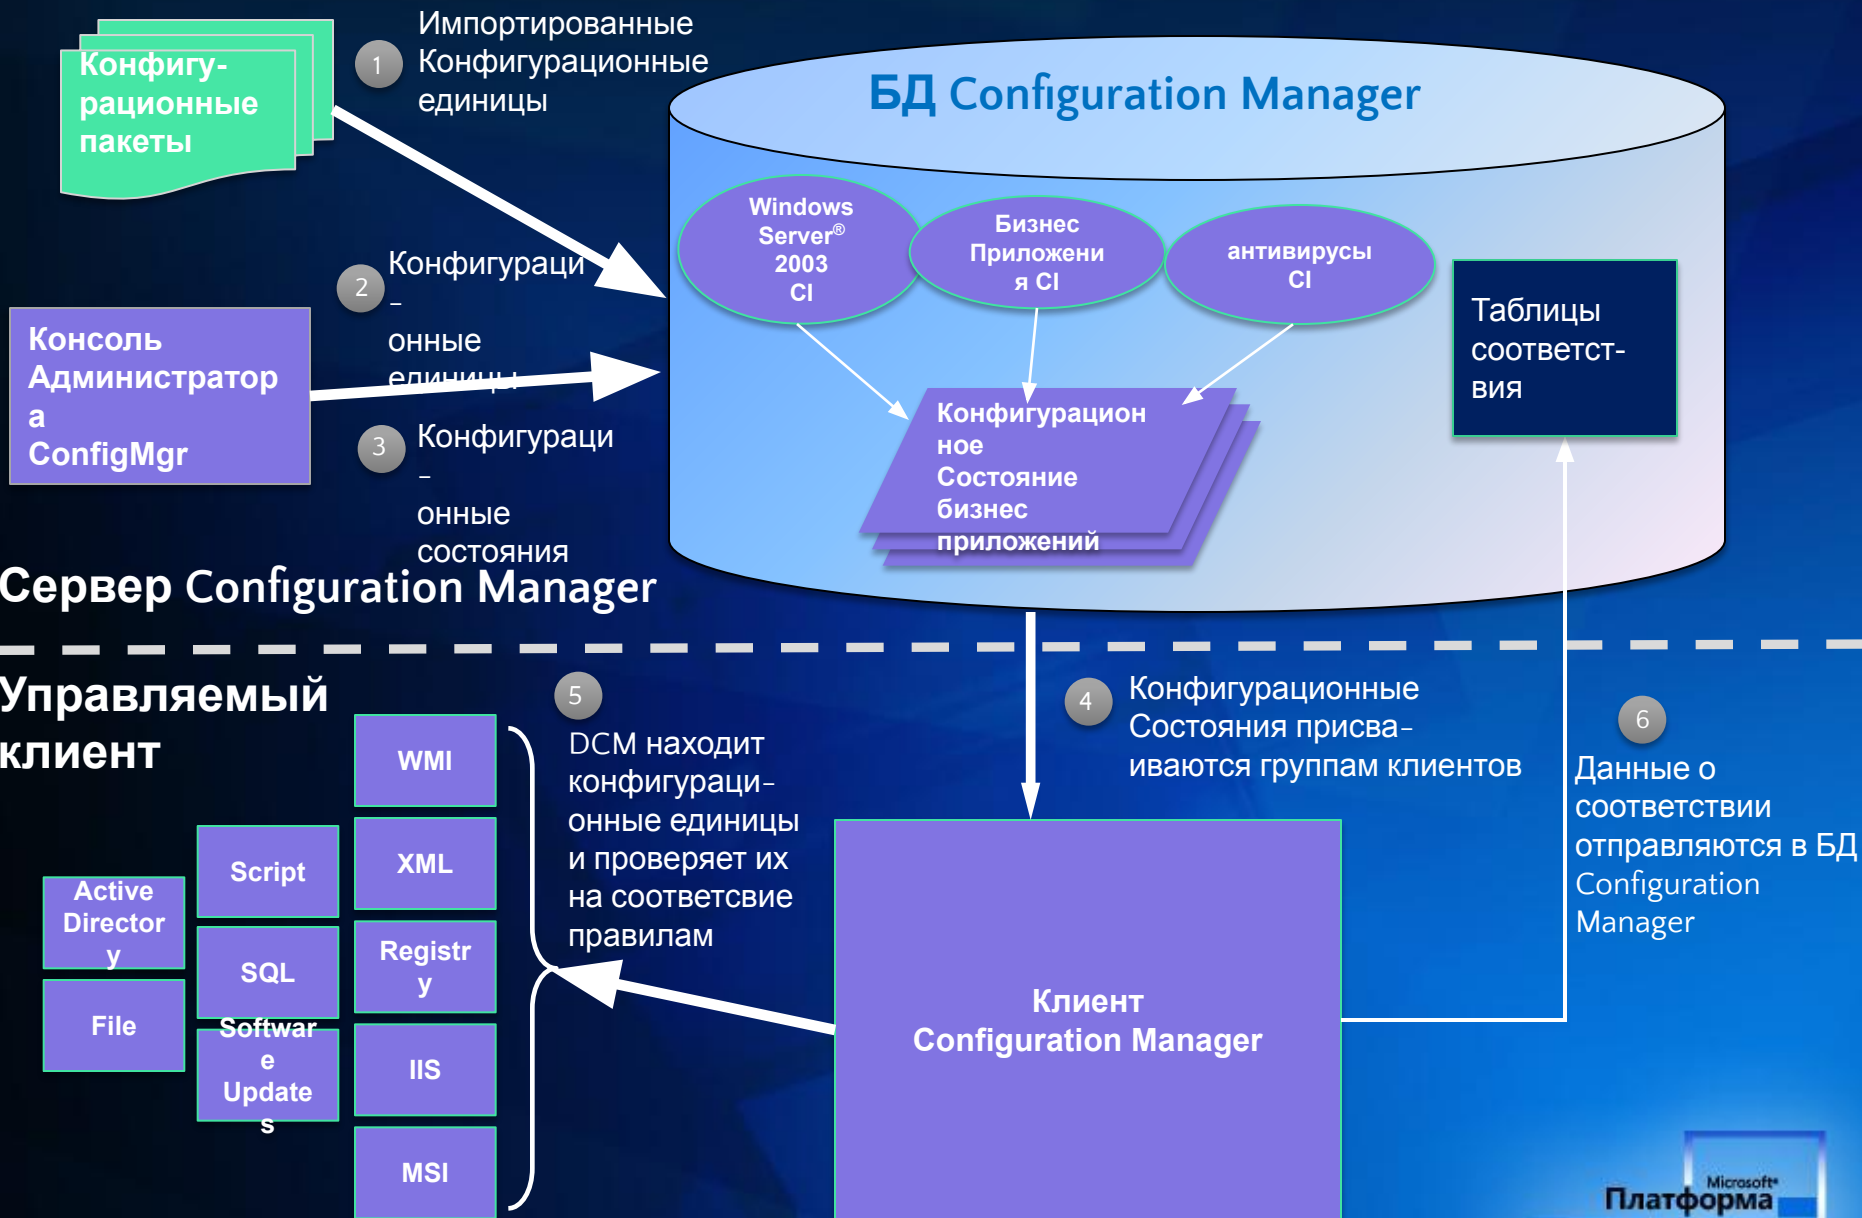 Конфигу-
рационные
пакеты
1
Импортированные
Конфигурационные
единицы
БД Configuration Manager
Windows
Server®
2003
CI
Бизнес
Приложени
я CI
антивирусы
CI
2
Конфигураци
-
онные
единицы
Консоль
Администратор
а
ConfigMgr
3
Конфигураци
-
онные
состояния
Таблицы
соответст-
вия
Конфигурацион
ное
Состояние
бизнес
приложений
Сервер Configuration Manager
Управляемый
клиент
5
DCM находит
конфигураци-
онные единицы
и проверяет их
на соответсвие
правилам
4
Конфигурационные
Состояния присва-
иваются группам клиентов
6
Данные о
соответствии
отправляются в БД
Configuration
Manager
WMI
XML
Registr
y
IIS
MSI
Script
SQL
Softwar
e
Update
s
Active
Director
y
File
Клиент
Configuration Manager
Microsoft®
Платформа